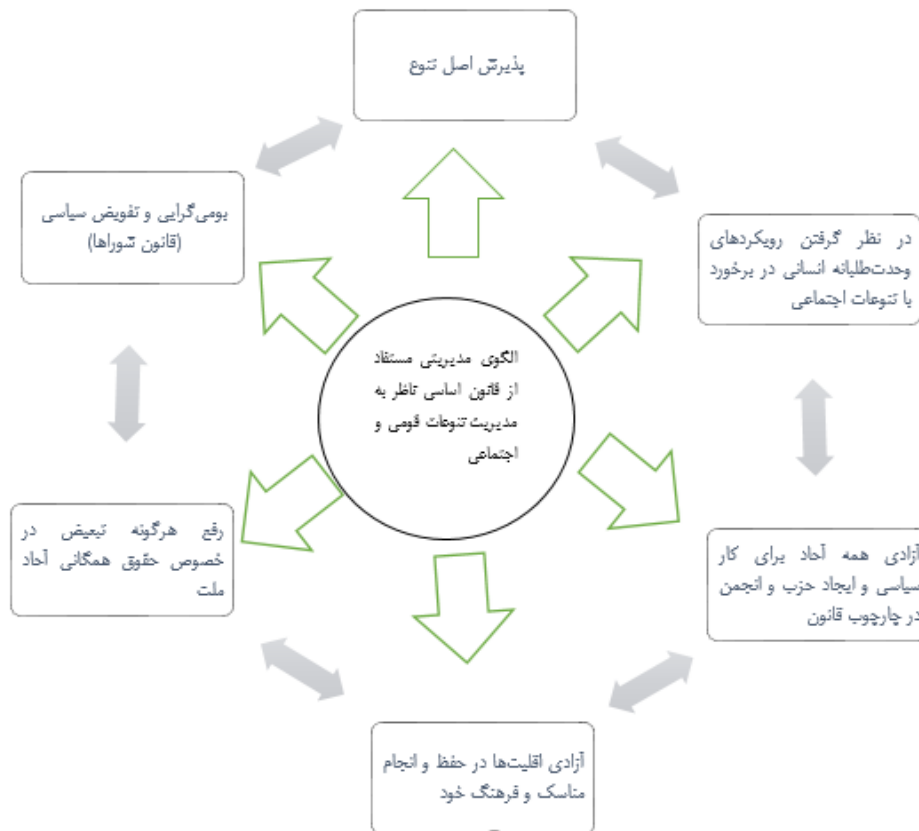 پذیرش اصل تنوع
بومی‌گرایی و تفویض سیاسی
(قانون شوراها)
در نظر گرفتن رویکردهای
وحدت‌طلبانه انسانی در برخورد
با تنوعات اجتماعی
الگوی مدیریتی مستفاد
از قانون اساسی ناظر به
مدیریت تنوعات قومی و
اجتماعی
رفع هرگونه تبعیض در
خصوص حقوق همگانی آحاد
ملت
آزادی همه آحاد برای کار
سیاسی و ایجاد حزب و انجمن
در چارچوب قانون
آزادی اقلیت‌ها در حفظ و انجام
مناسک و فرهنگ خود